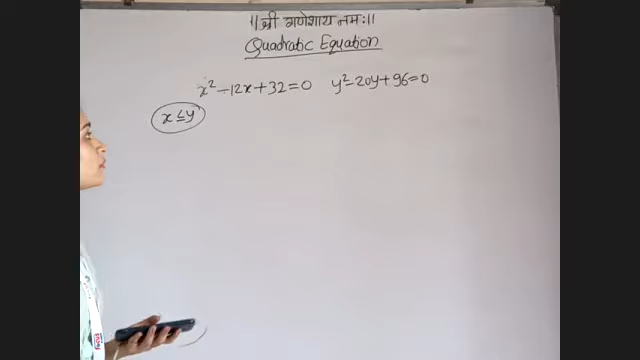 ॥श्री गणेशाय नमः॥
Quadratic Equation
x²-12x+32=0 y²-20y+96=0
x≤y